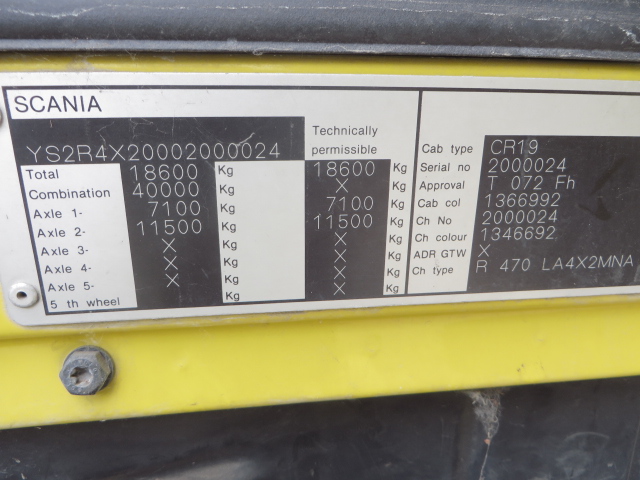 SCANIA
YS2R4X20002000024
Technically permissible
Total 18600 Kg 18600 Kg
Combination 40000 Kg X Kg
Axle 1- 7100 Kg 7100 Kg
Axle 2- 11500 Kg 11500 Kg
Axle 3- X Kg X Kg
Axle 4- X Kg X Kg
Axle 5- X Kg X Kg
5 th wheel Kg X Kg
Cab type CR19
Serial no 2000024
Approval T 072 Fh
Cab col 1366992
Ch No 2000024
Ch colour 1346692
ADR GTW X
Ch type R 470 LA4X2MNA